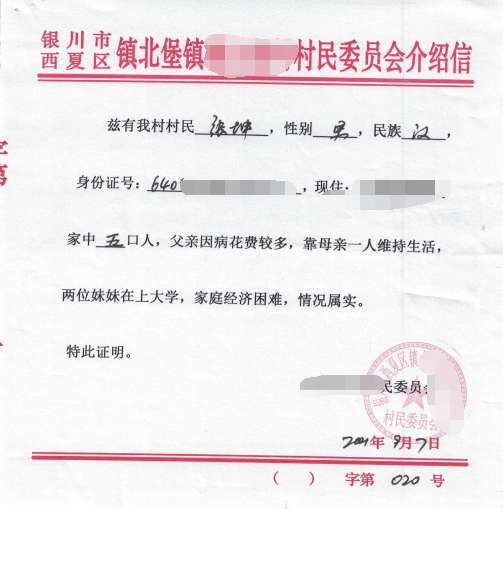 银川市
西夏区 镇北堡镇 村民委员会介绍信
兹有我村村民 张坤 ，性别 男 ，民族 汉 ，
身份证号：640 ，现住：
家中 五 口人，父亲因病花费较多，靠母亲一人维持生活，
两位妹妹在上大学，家庭经济困难，情况属实。
特此证明。
民委员会
西夏区镇
村民委员会
年 9月7日
（ ） 字第 020 号
第